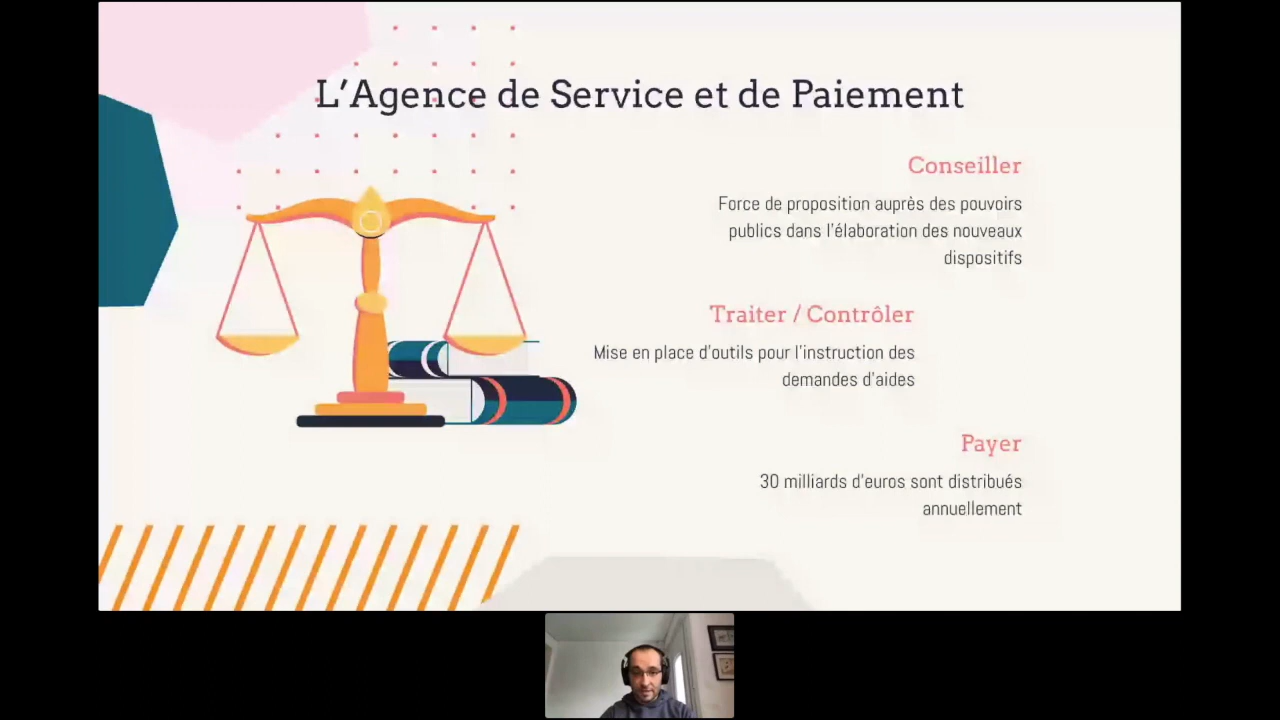 L’Agence de Service et de Paiement
Conseiller
Force de proposition auprès des pouvoirs
publics dans l'élaboration des nouveaux
dispositifs
Traiter / Contrôler
Mise en place d'outils pour l'instruction des
demandes d'aides
Payer
30 milliards d'euros sont distribués
annuellement